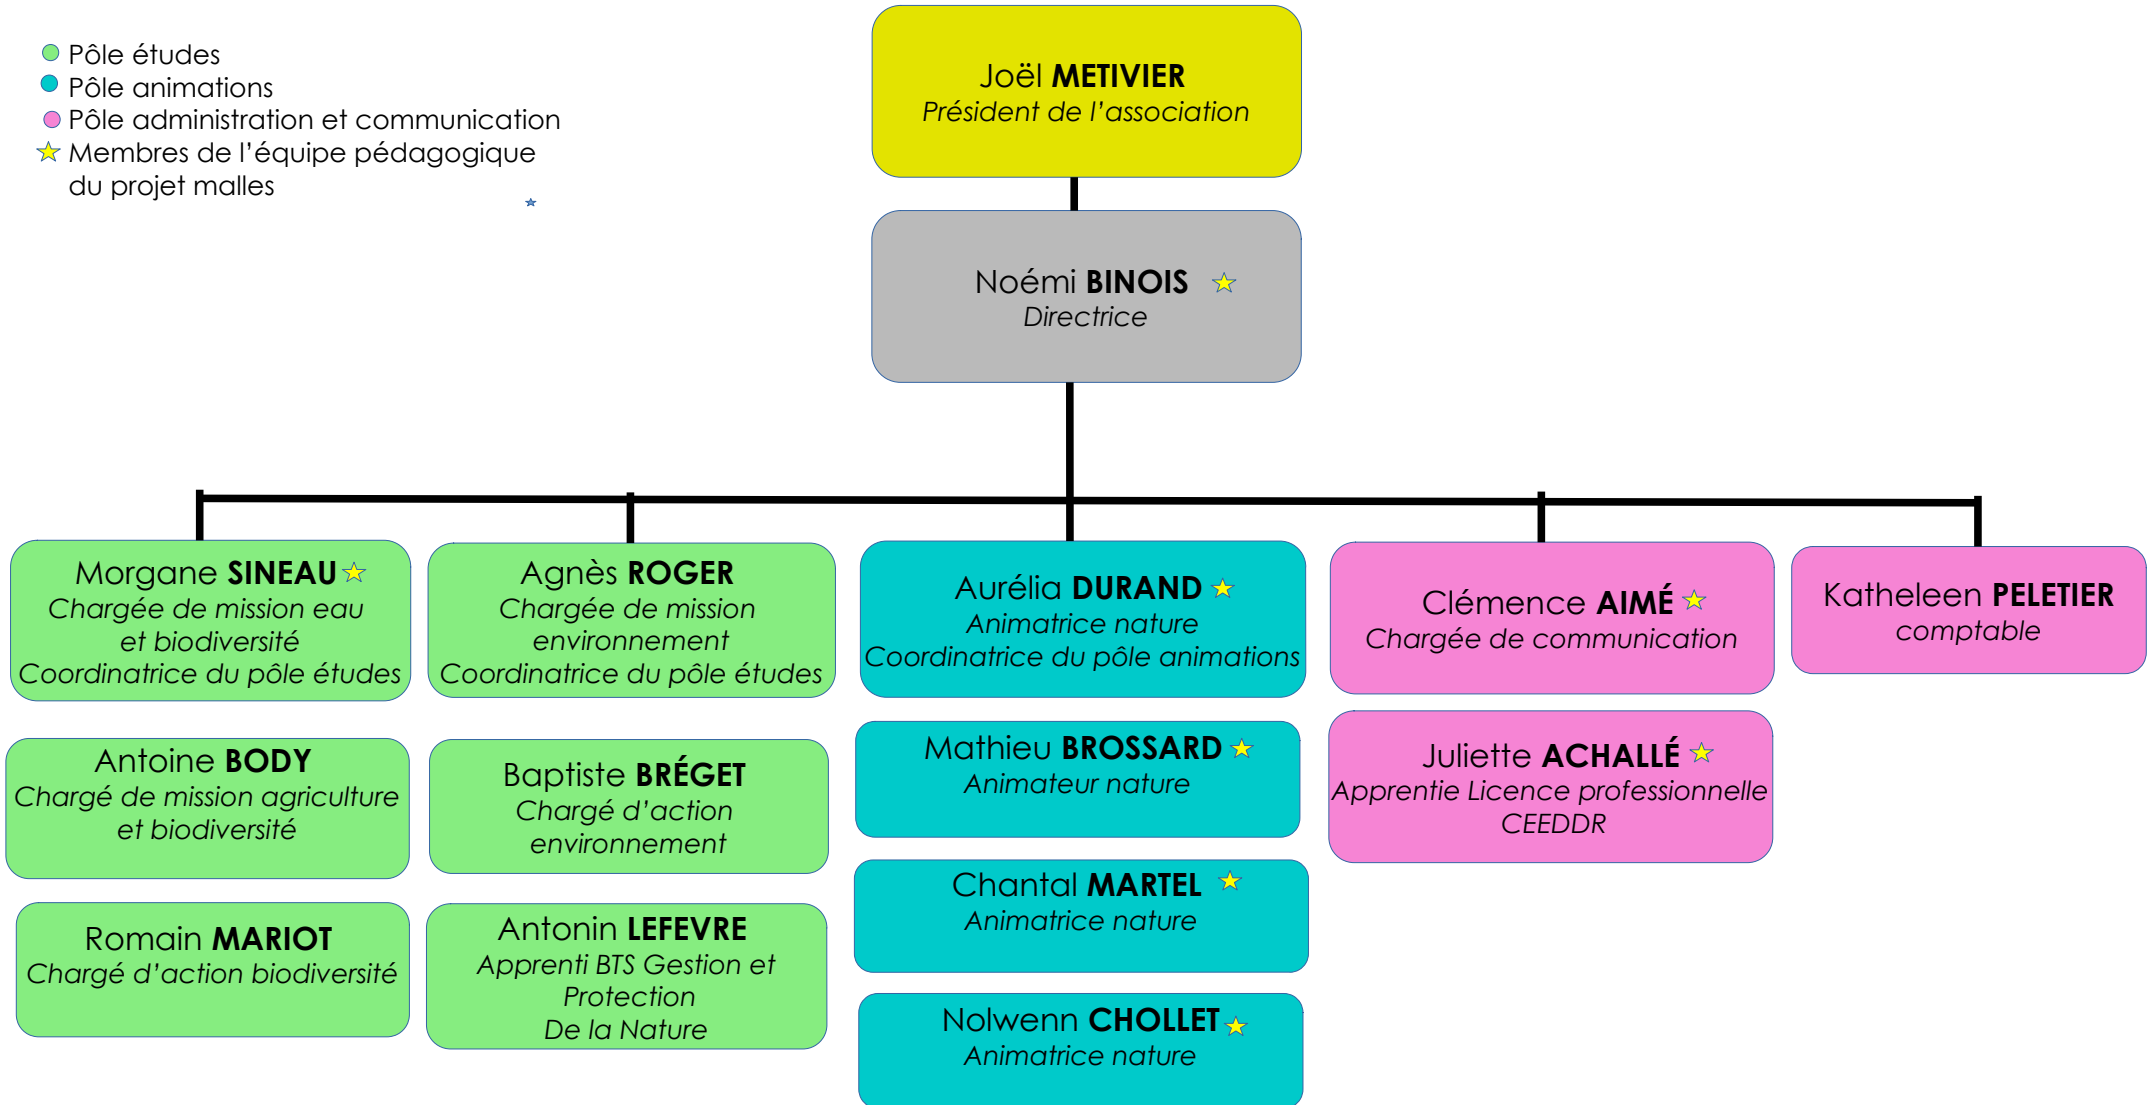 Pôle études
Pôle animations
Pôle administration et communication
Membres de l'équipe pédagogique
du projet malles
Joël METIVIER
Président de l'association
Noémi BINOIS
Directrice
Morgane SINEAU
Chargée de mission eau
et biodiversité
Coordinatrice du pôle études
Antoine BODY
Chargé de mission agriculture
et biodiversité
Romain MARIOT
Chargé d'action biodiversité
Agnès ROGER
Chargée de mission
environnement
Coordinatrice du pôle études
Baptiste BRÉGET
Chargé d'action
environnement
Antonin LEFEVRE
Apprenti BTS Gestion et
Protection
De la Nature
Aurélia DURAND
Animatrice nature
Coordinatrice du pôle animations
Mathieu BROSSARD
Animateur nature
Chantal MARTEL
Animatrice nature
Nolwenn CHOLLET
Animatrice nature
Clémence AIMÉ
Chargée de communication
Juliette ACHALLÉ
Apprentie Licence professionnelle
CEEDDR
Katheleen PELETIER
comptable